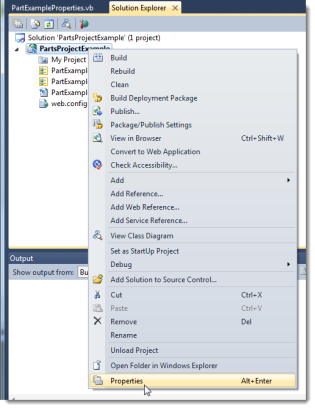 PartExampleProperties.vb Solution Explorer
Solution 'PartsProjectExample' (1 project)
PartsProjectExample
My Project
PartExampl
PartExampl
PartExampl
web.config
Build
Rebuild
Clean
Build Deployment Package
Publish...
Package/Publish Settings
View in Browser Ctrl+Shift+W
Convert to Web Application
Check Accessibility...
Add
Add Reference...
Add Web Reference...
Add Service Reference...
View Class Diagram
Set as StartUp Project
Debug
Add Solution to Source Control...
Cut Ctrl+X
Paste Ctrl+V
Remove Del
Rename
Unload Project
Open Folder in Windows Explorer
Properties Alt+Enter
Output
Show output from: Bu